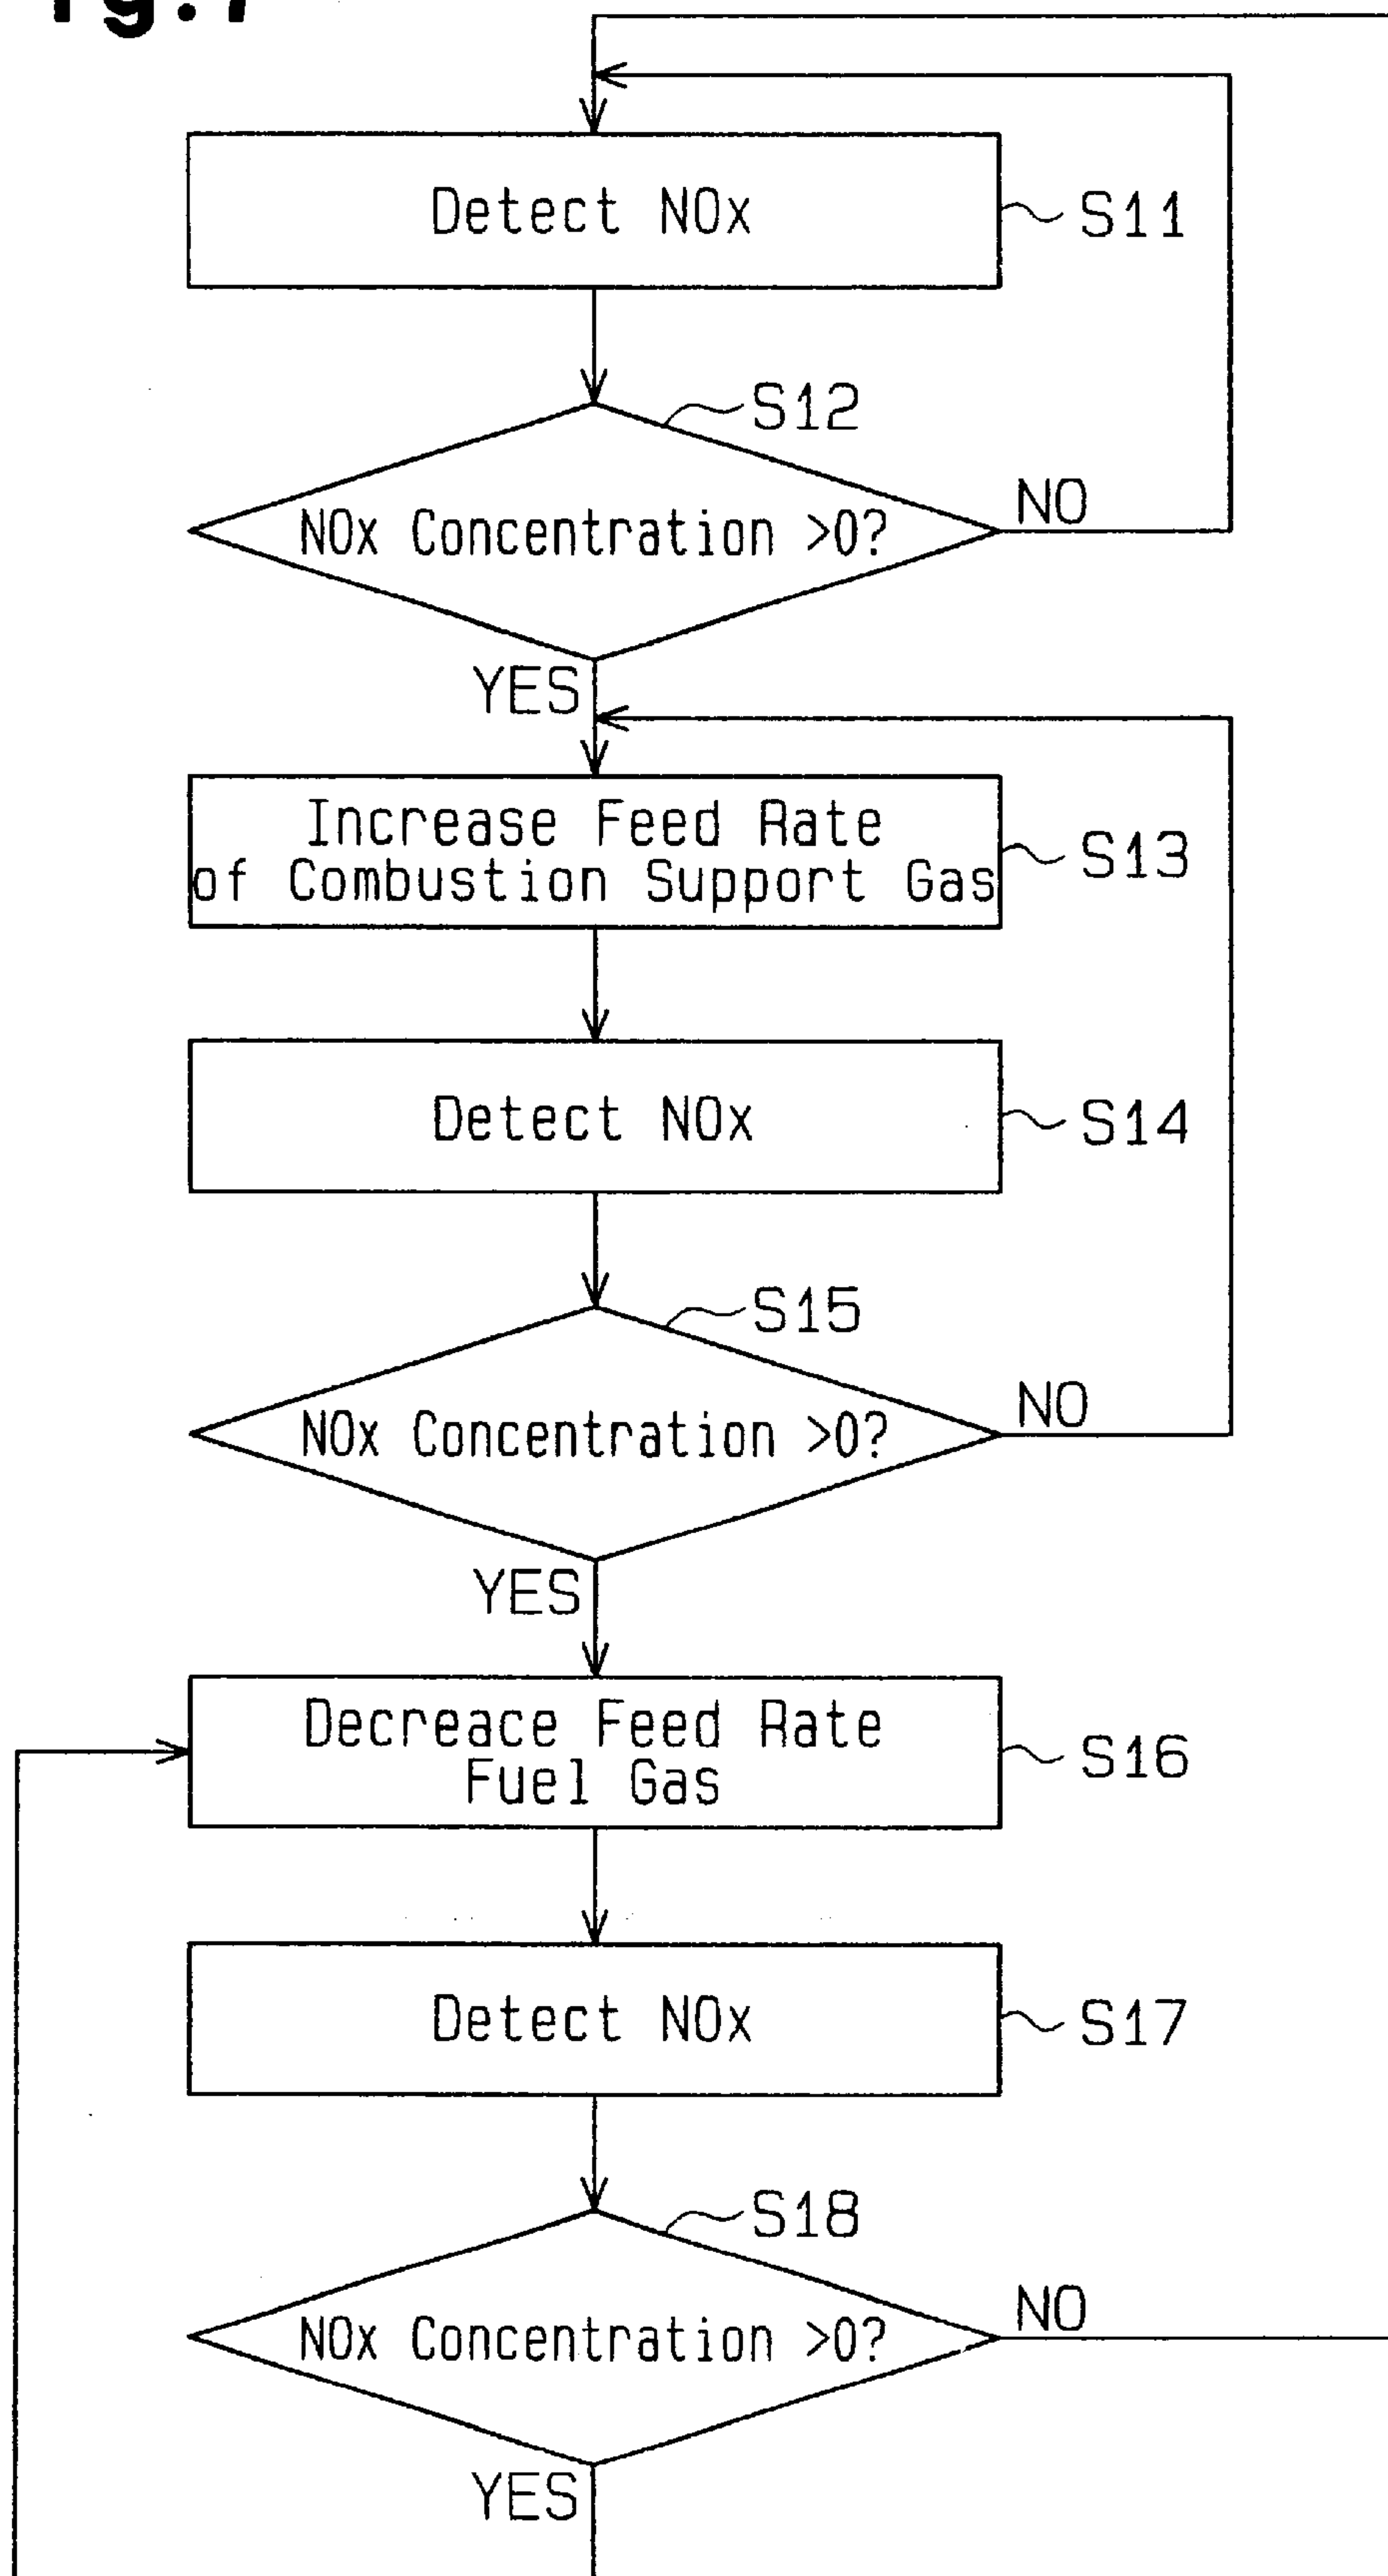 Detect NOx
S11
S12
NOx Concentration >0?
NO
YES
Increase Feed Rate
of Combustion Support Gas
S13
Detect NOx
S14
S15
NOx Concentration >0?
NO
YES
Decreace Feed Rate
Fuel Gas
S16
Detect NOx
S17
S18
NOx Concentration >0?
NO
YES